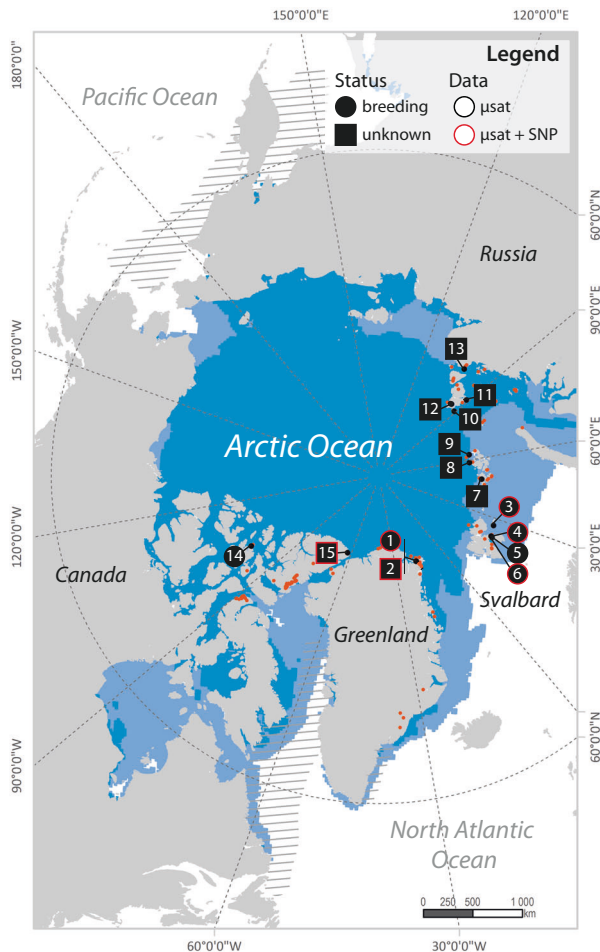 150°0'0"E
120°0'0"E
180°0'0"
Legend
Status
Data
breeding
µsat
unknown
µsat + SNP
Pacific Ocean
60°0'0"N
Russia
90°0'0"E
150°0'0"W
13
11
12
10
Arctic Ocean
9
8
60°0'0"E
7
3
4
1
5
120°0'0"W
14
15
2
6
30°0'0"E
Canada
Svalbard
Greenland
60°0'0"N
90°0'0"W
North Atlantic
Ocean
0 250 500 1 000
km
60°0'0"W
30°0'0"W